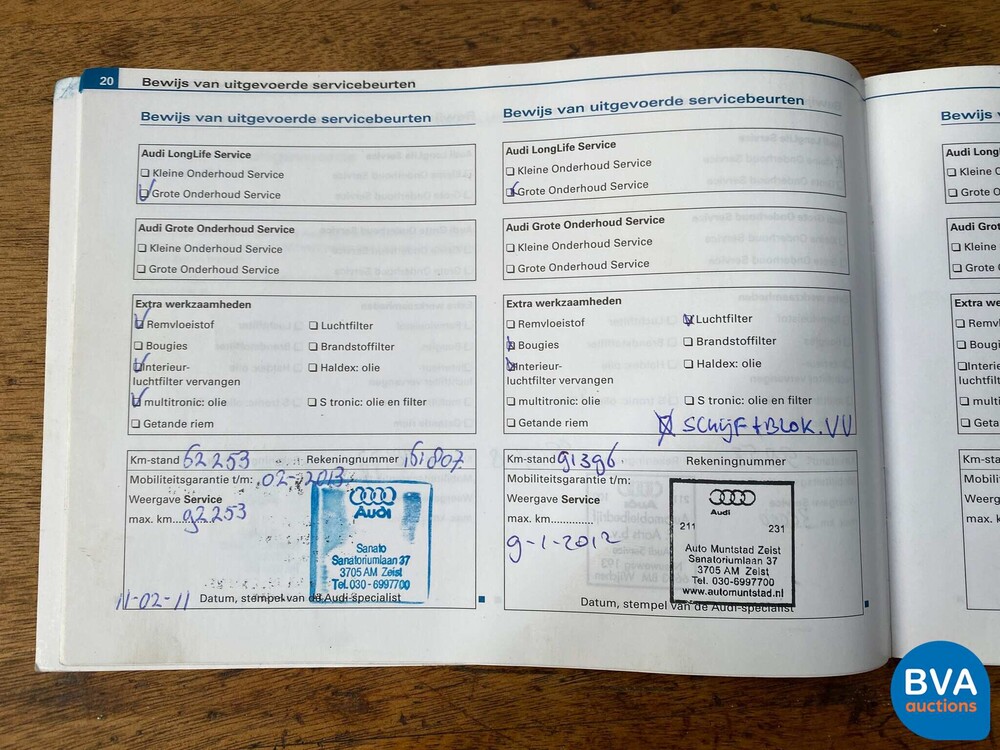 20 Bewijs van uitgevoerde servicebeurten
Bewijs van uitgevoerde servicebeurten
Audi LongLife Service
Kleine Onderhoud Service
Grote Onderhoud Service
Audi Grote Onderhoud Service
Kleine Onderhoud Service
Grote Onderhoud Service
Extra werkzaamheden
Remvloeistof Luchtfilter
Bougies Brandstoffilter
Interieur- Haldex: olie
luchtfilter vervangen
multitronic: olie S tronic: olie en filter
Getande riem
Km-stand 62253 Rekeningnummer 161807
Mobiliteitsgarantie t/m: 02-2013
Weergave Service
max. km.... 92253
Audi
Sanato
Sanatoriumlaan 37
3705 AM Zeist
Tel. 030-6997700
11-02-11 Datum, stempel van de Audi-specialist
Bewijs van uitgevoerde servicebeurten
Audi LongLife Service
Kleine Onderhoud Service
Grote Onderhoud Service
Audi Grote Onderhoud Service
Kleine Onderhoud Service
Grote Onderhoud Service
Extra werkzaamheden
Remvloeistof Luchtfilter
Bougies Brandstoffilter
Interieur- Haldex: olie
luchtfilter vervangen
multitronic: olie S tronic: olie en filter
Getande riem SCHIJF + BLOK. VV
Km-stand 91396. Rekeningnummer
Mobiliteitsgarantie t/m:
Weergave Service
max. km..............
9-1-2012
Audi
211 231
Auto Muntstad Zeist
Sanatoriumlaan 37
3705 AM Zeist
Tel. 030-6997700
www.automuntstad.nl
Datum, stempel van de Audi-specialist
Bewijs v
Audi Long
Kleine O
Grote O
Audi Grot
Kleine
Grote O
Extra we
Remvl
Bougie
Interie
luchtfilt
multit
Getan
Km-sta
Mobili
Weerg
max. k
BVA
auctions